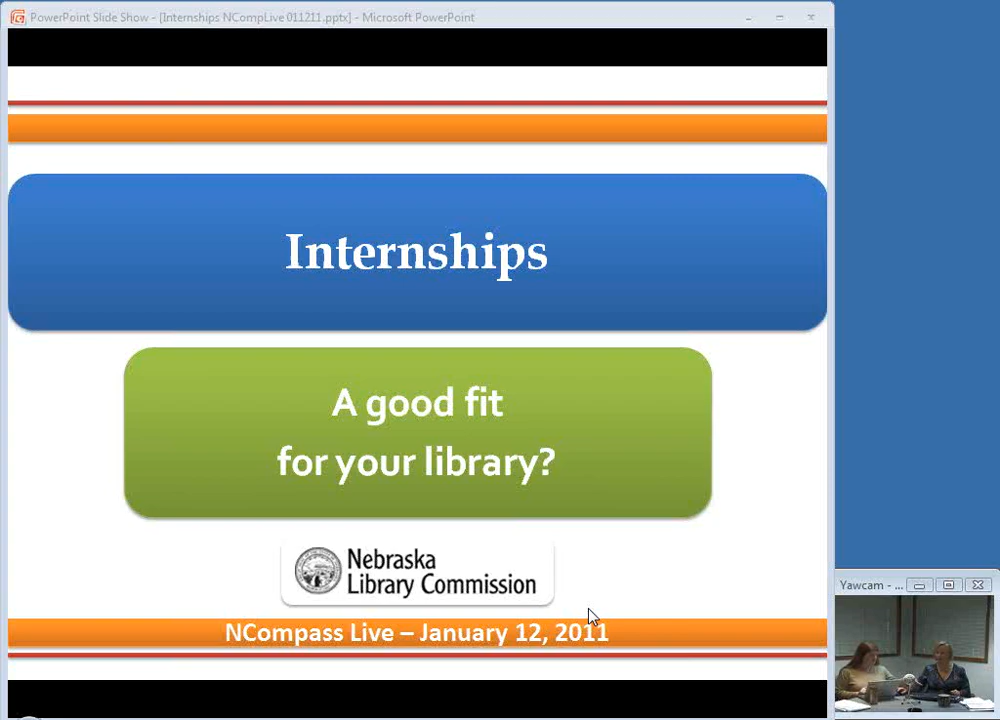 PowerPoint Slide Show - [Internships NCompLive 011211.pptx] - Microsoft PowerPoint
Internships
A good fit
for your library?
Nebraska
Library Commission
NCompass Live – January 12, 2011
Yawcam - ...